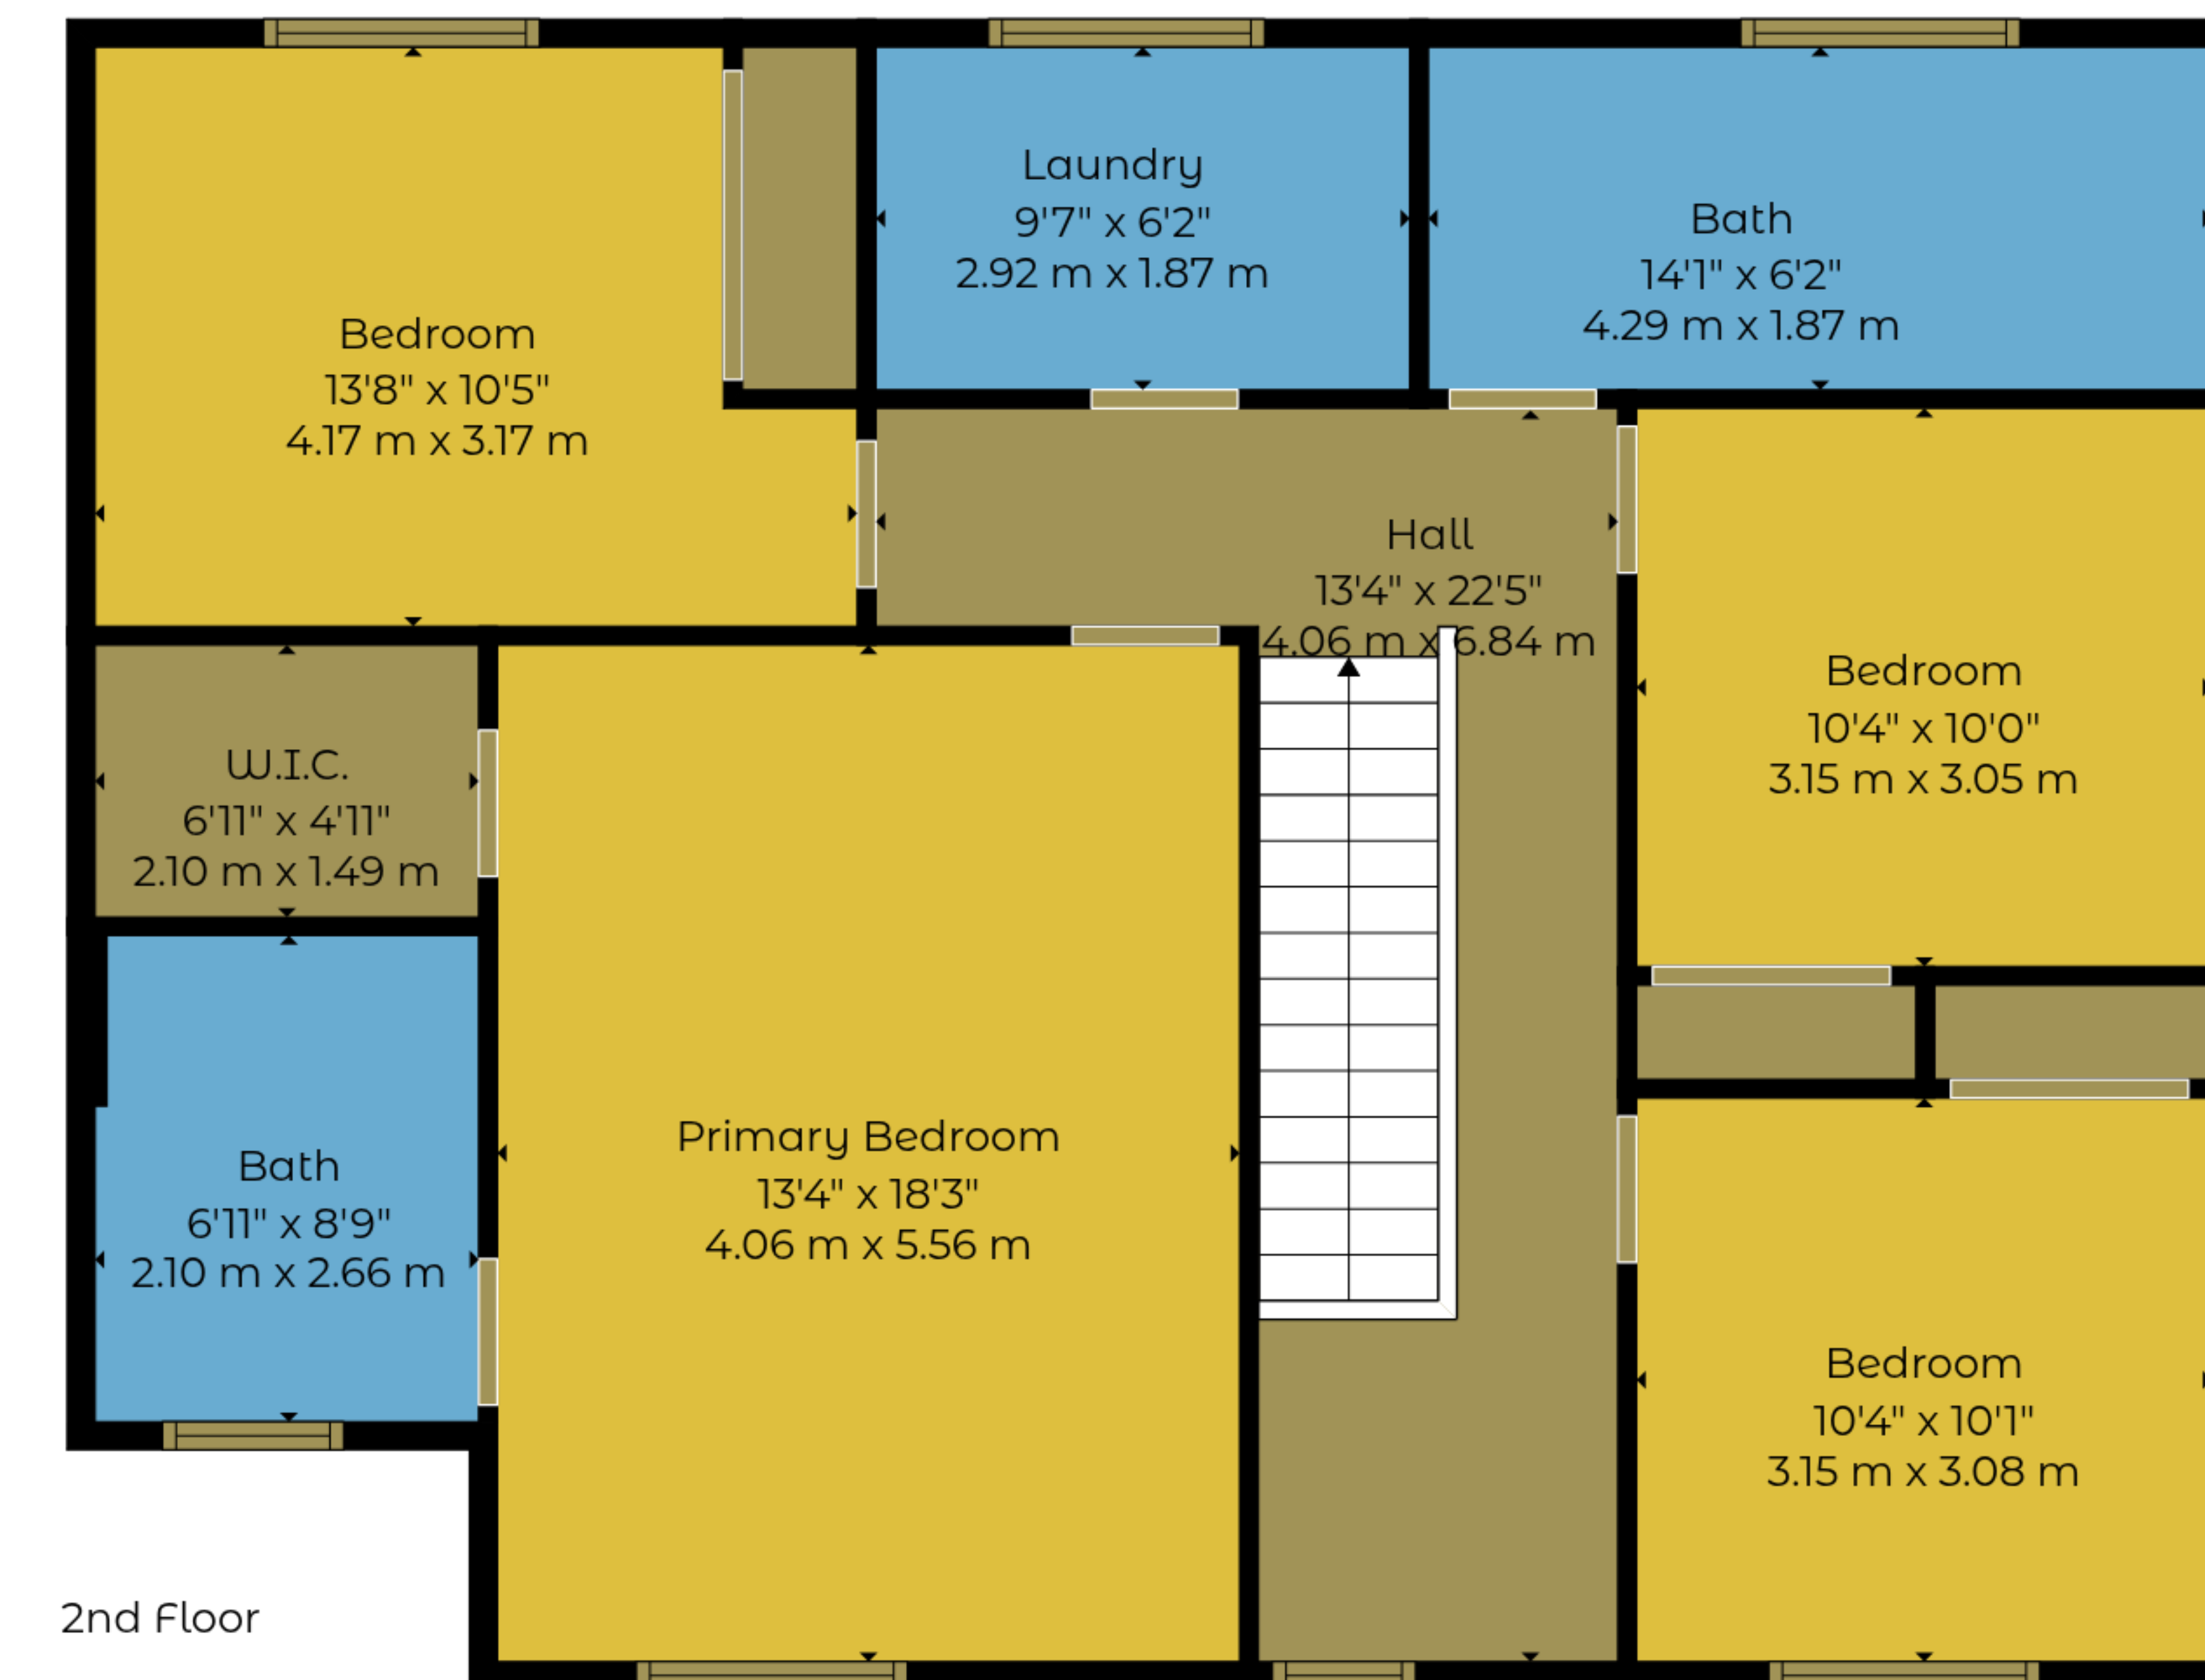 Bedroom
13'8" x 10'5"
4.17 m x 3.17 m
Laundry
9'7" x 6'2"
2.92 m x 1.87 m
Bath
14'1" x 6'2"
4.29 m x 1.87 m
Hall
13'4" x 22'5"
4.06 m x 6.84 m
Bedroom
10'4" x 10'0"
3.15 m x 3.05 m
W.I.C.
6'11" x 4'11"
2.10 m x 1.49 m
Bath
6'11" x 8'9"
2.10 m x 2.66 m
Primary Bedroom
13'4" x 18'3"
4.06 m x 5.56 m
Bedroom
10'4" x 10'1"
3.15 m x 3.08 m
2nd Floor